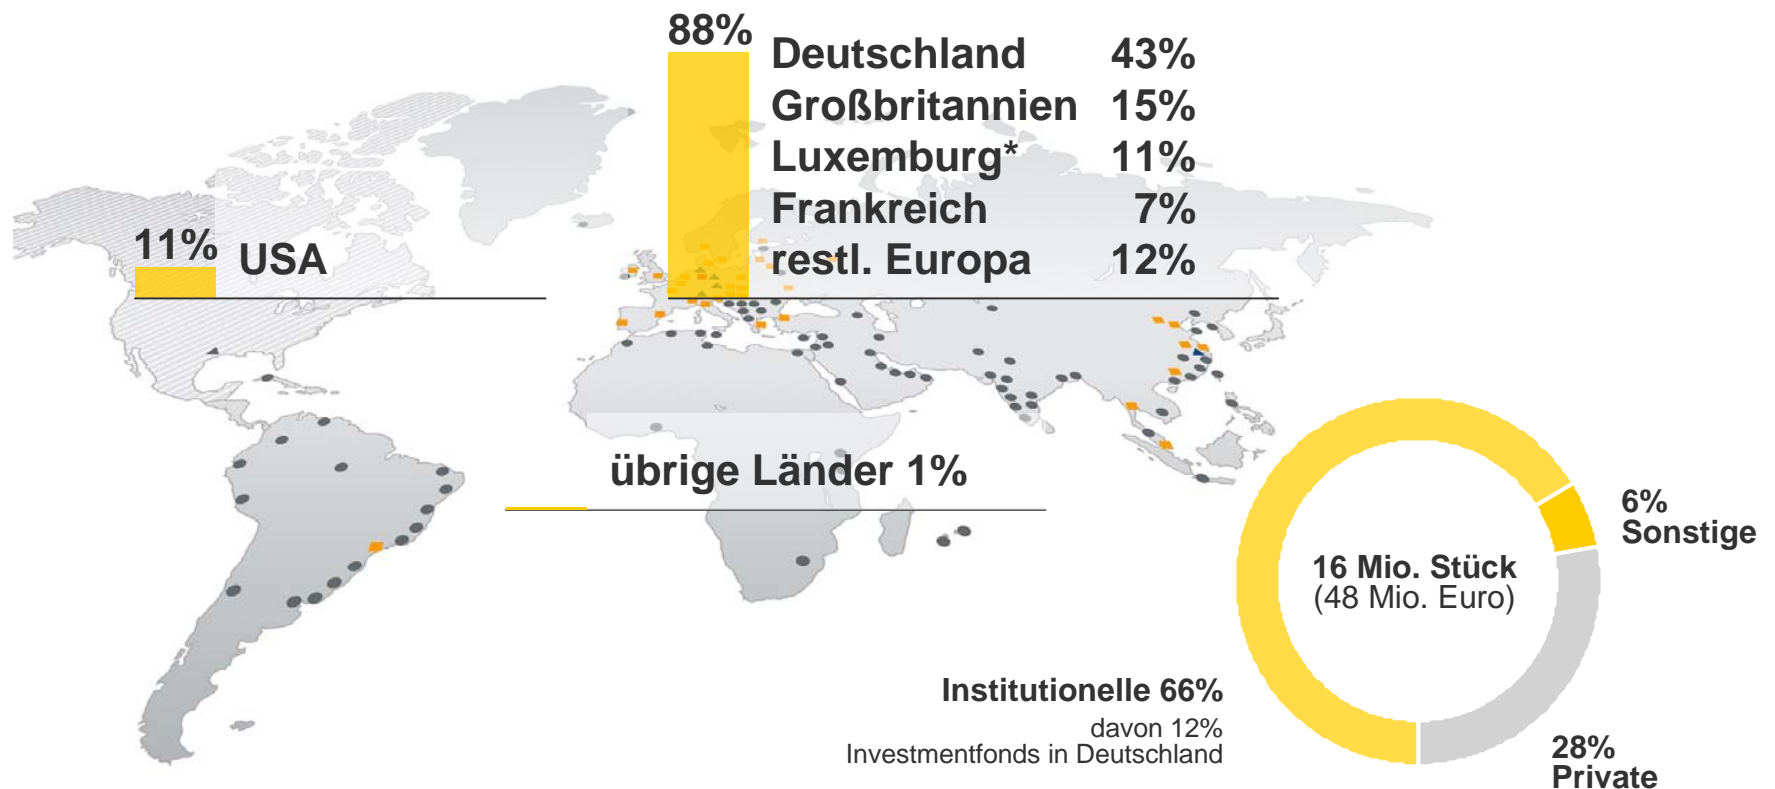 88%
Deutschland 43%
Großbritannien 15%
Luxemburg* 11%
Frankreich 7%
restl. Europa 12%
11% USA
übrige Länder 1%
6%
Sonstige
16 Mio. Stück
(48 Mio. Euro)
Institutionelle 66%
davon 12%
Investmentfonds in Deutschland
28%
Private